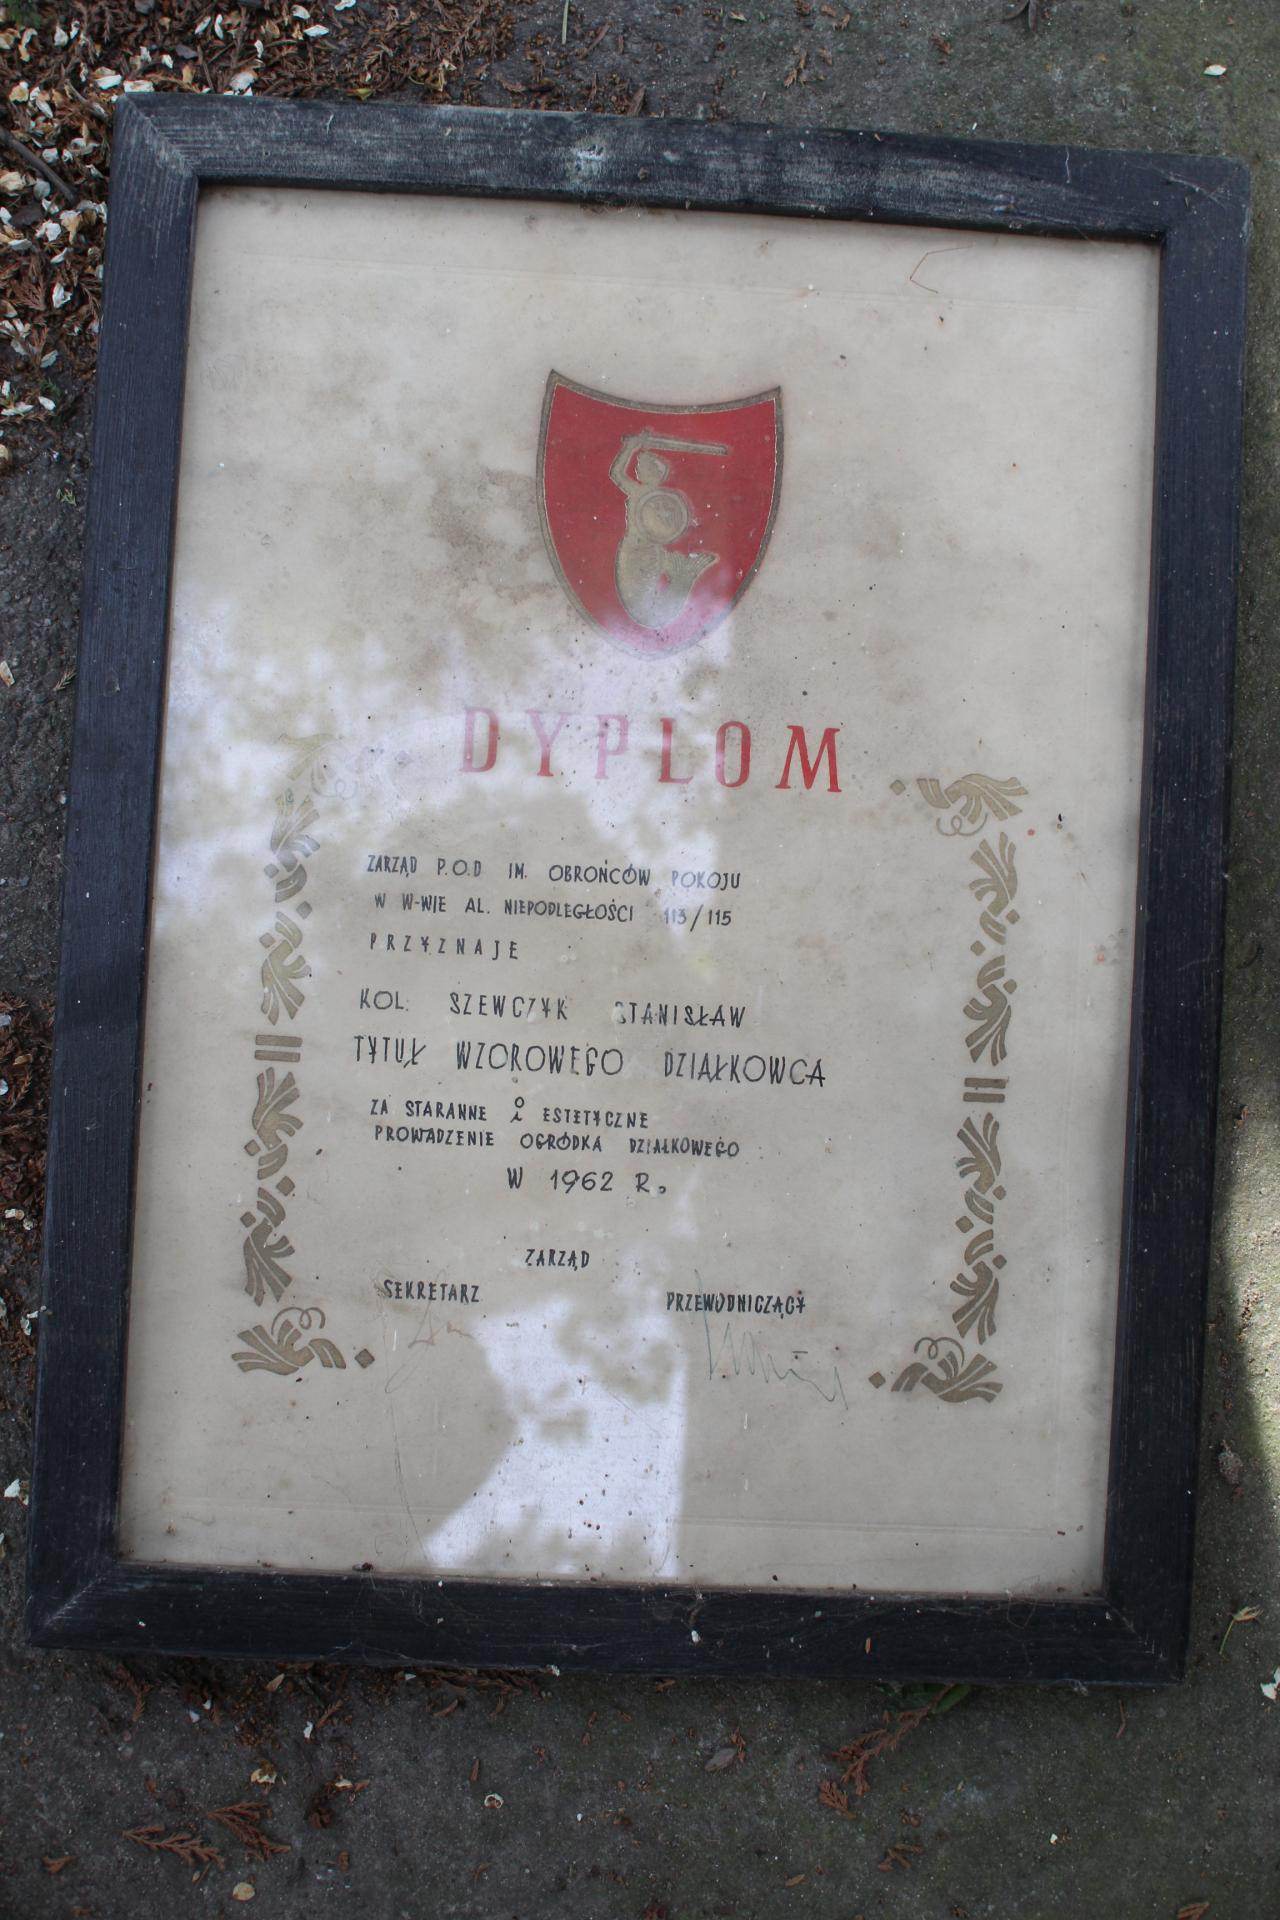 DYPLOM
ZARZĄD P.O.D IM. OBROŃCÓW POKOJU
W W-WIE AL. NIEPODLEGŁOŚCI 113/115
PRZYZNAJE
KOL. SZEWCZYK STANISŁAW
TYTUŁ WZOROWEGO DZIAŁKOWCA
ZA STARANNE i ESTETYCZNE
PROWADZENIE OGRÓDKA DZIAŁKOWEGO
W 1962 R.
ZARZĄD
SEKRETARZ PRZEWODNICZĄCY